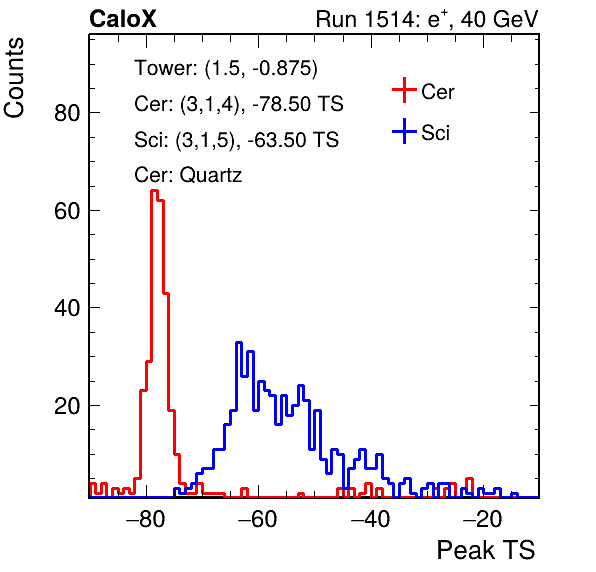 CaloX Run 1514: e⁺, 40 GeV
Counts
Tower: (1.5, -0.875)
Cer: (3,1,4), -78.50 TS
Sci: (3,1,5), -63.50 TS
Cer: Quartz
Cer
Sci
80
60
40
20
−80 −60 −40 −20
Peak TS